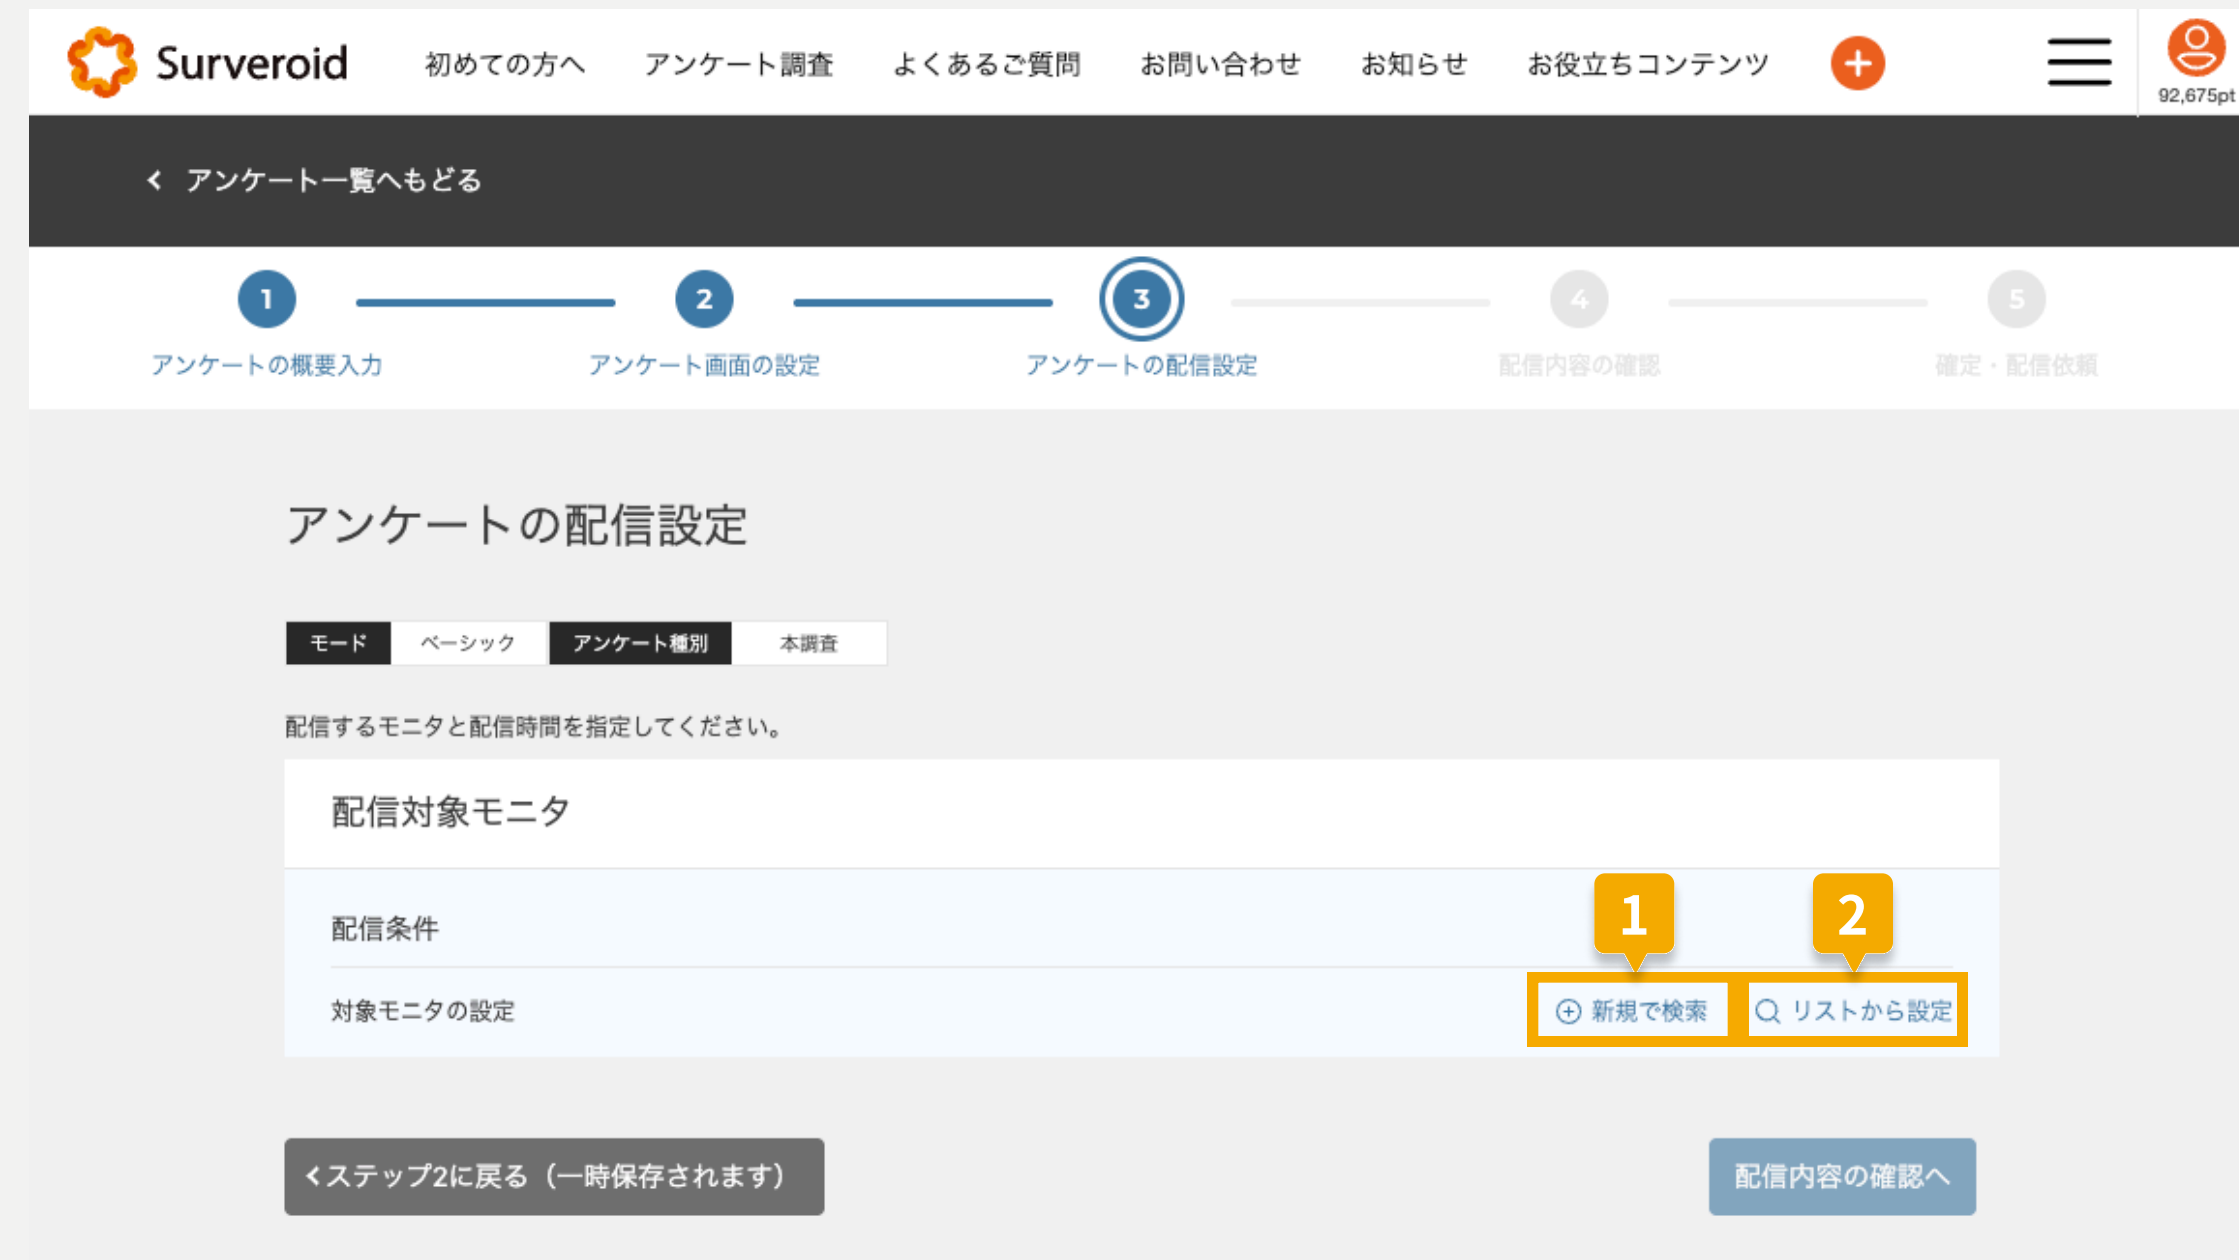 Surveroid 初めての方へ アンケート調査 よくあるご質問 お問い合わせ お知らせ お役立ちコンテンツ
92,675pt
アンケート一覧へもどる
1 2 3 4 5
アンケートの概要入力 アンケート画面の設定 アンケートの配信設定 配信内容の確認 確定・配信依頼
アンケートの配信設定
モード ベーシック アンケート種別 本調査
配信するモニタと配信時間を指定してください。
配信対象モニタ
配信条件
1 2
対象モニタの設定 新規で検索 リストから設定
ステップ2に戻る（一時保存されます） 配信内容の確認へ